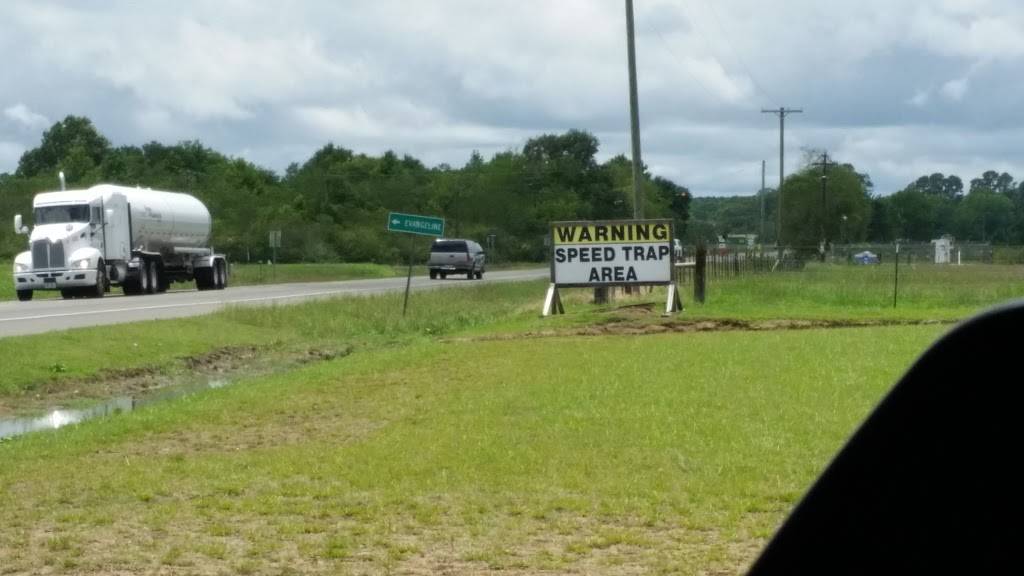 ← EVANGELINE
WARNING
SPEED TRAP
AREA